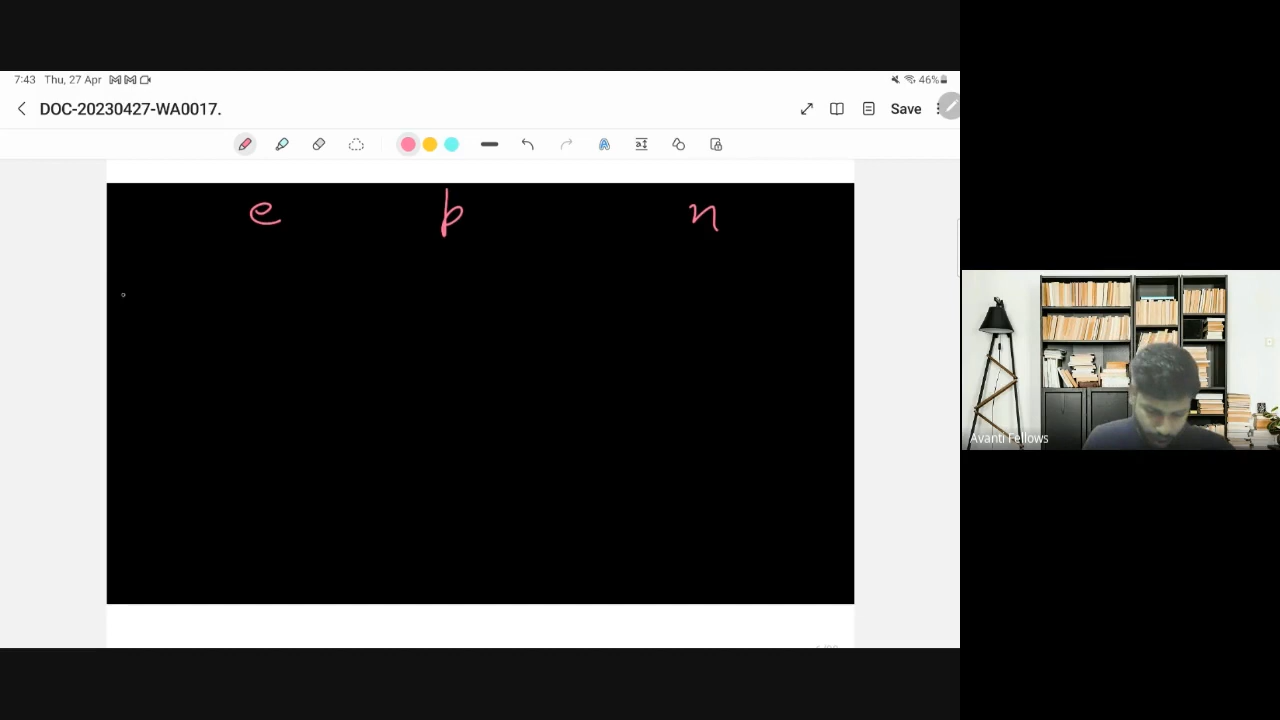 7:43 Thu, 27 Apr 46%
DOC-20230427-WA0017.
Save
e p n
Avanti Fellows